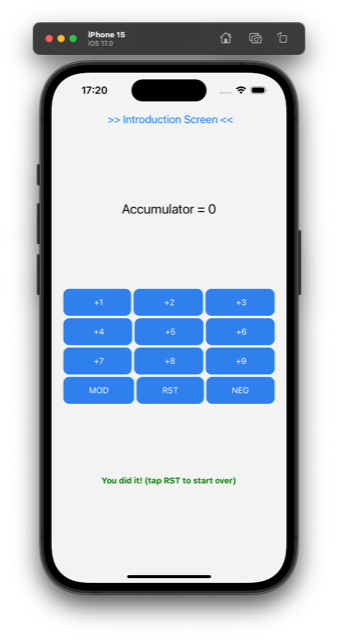 iPhone 15
iOS 17.0
17:20
>> Introduction Screen <<
Accumulator = 0
+1 +2 +3
+4 +5 +6
+7 +8 +9
MOD RST NEG
You did it! (tap RST to start over)